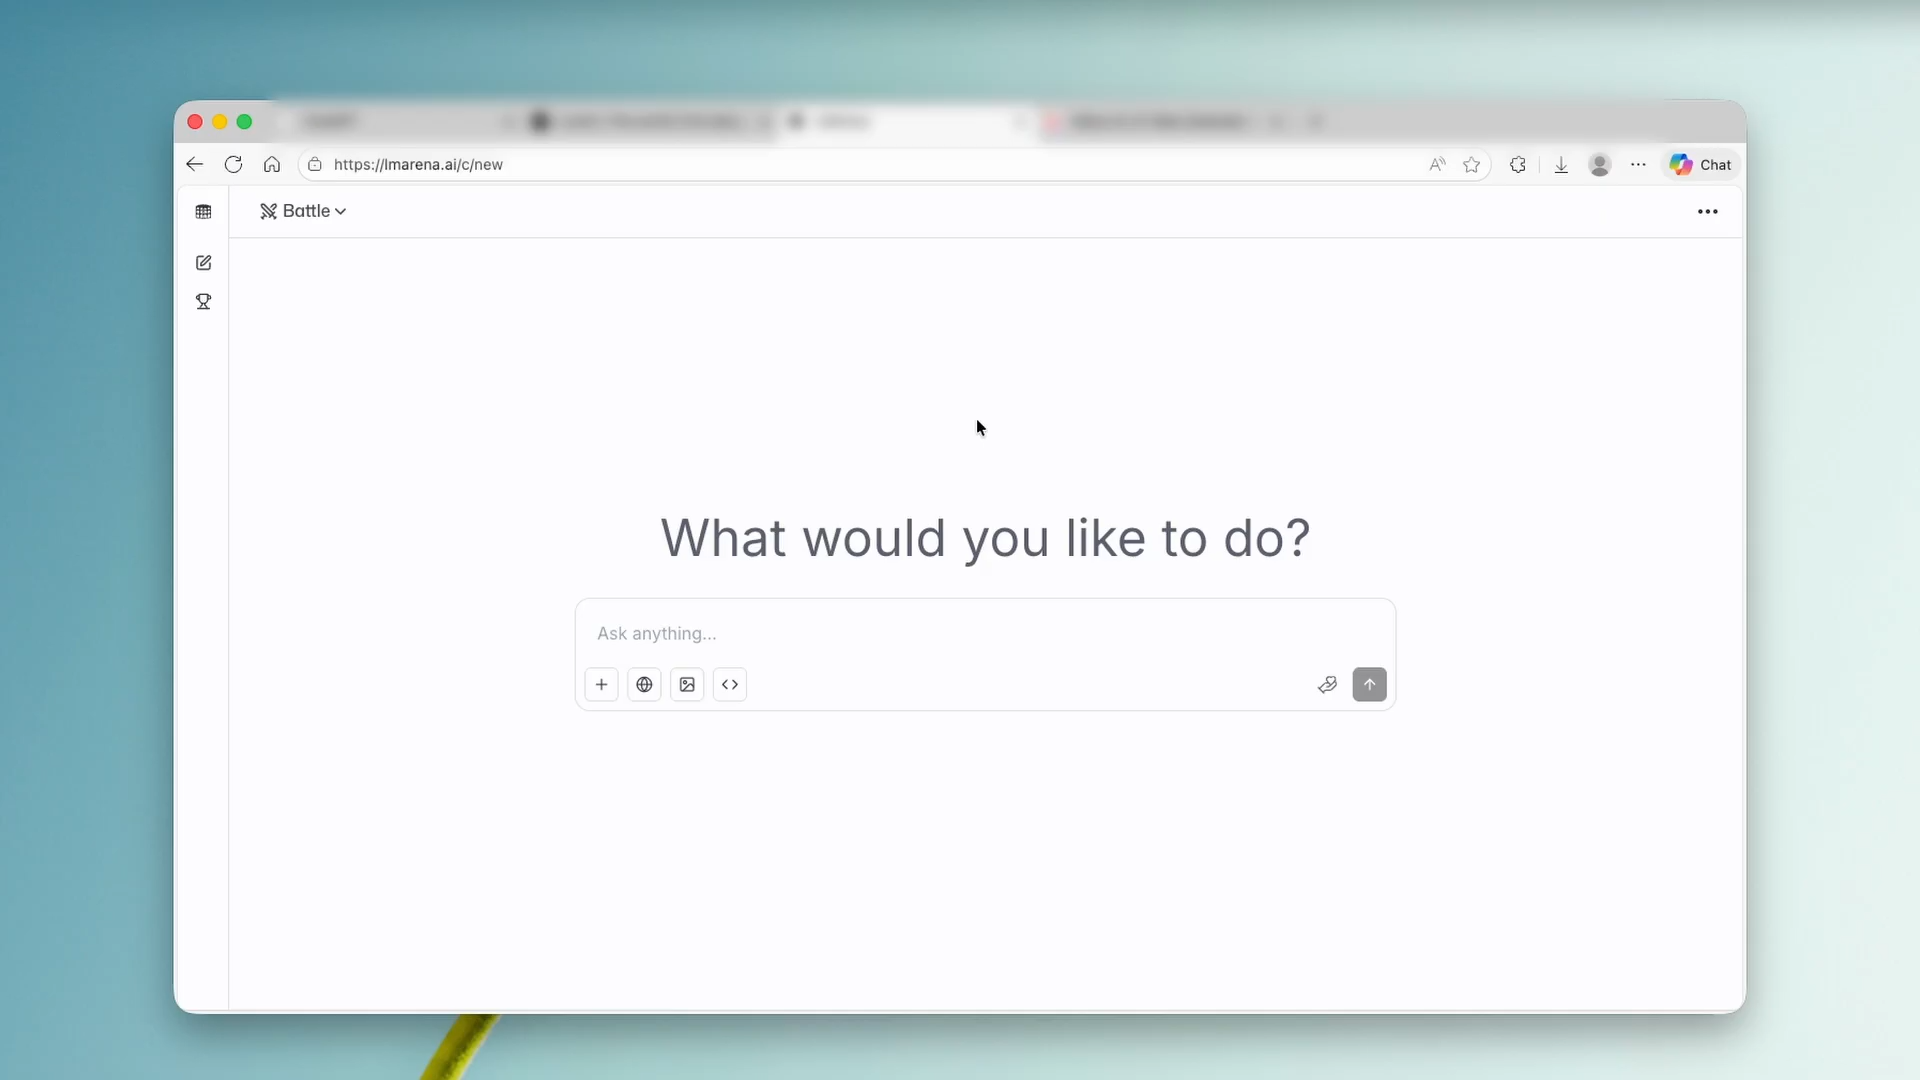 https://lmarena.ai/c/new
Chat
Battle
What would you like to do?
Ask anything...